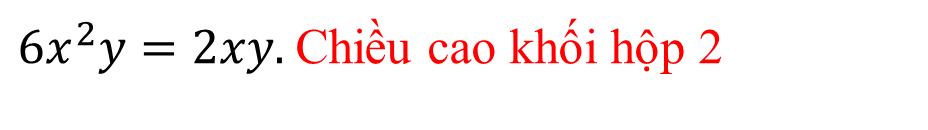 6x²y = 2xy. Chiều cao khối hộp 2